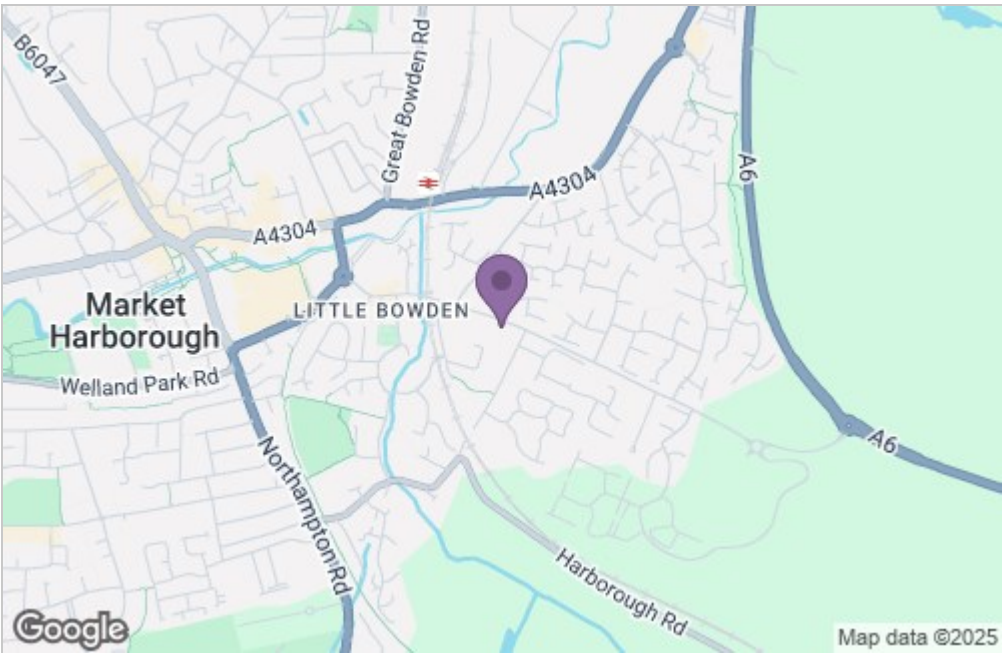 B6047
Great Bowden Rd
A6
A4304
A4304
Market
Harborough
LITTLE BOWDEN
Welland Park Rd
A6
Northampton Rd
Harborough Rd
Google
Map data ©2025